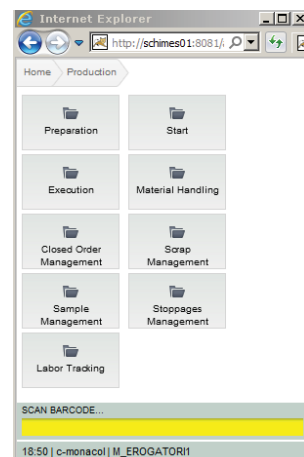 Internet Explorer
http://schimes01:8081/
Home Production
Preparation
Start
Execution
Material Handling
Closed Order
Management
Scrap
Management
Sample
Management
Stoppages
Management
Labor Tracking
SCAN BARCODE...
18:50 | c-monacol | M_EROGATORI1